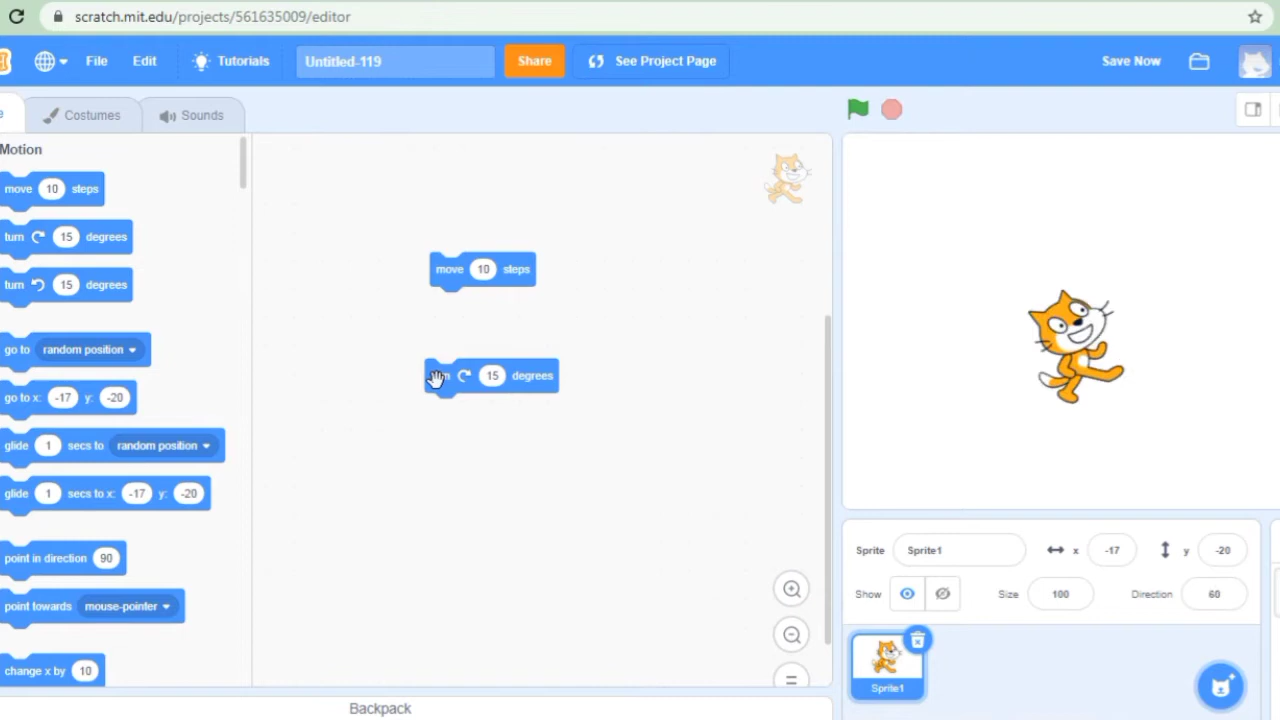 scratch.mit.edu/projects/561635009/editor
File Edit Tutorials Untitled-119 Share See Project Page Save Now
Costumes Sounds
Motion
move 10 steps
turn 15 degrees
turn 15 degrees
go to random position
go to x: -17 y: -20
glide 1 secs to random position
glide 1 secs to x: -17 y: -20
point in direction 90
point towards mouse-pointer
change x by 10
move 10 steps
15 degrees
Sprite Sprite1 x -17 y -20
Show Size 100 Direction 60
Sprite1
Backpack